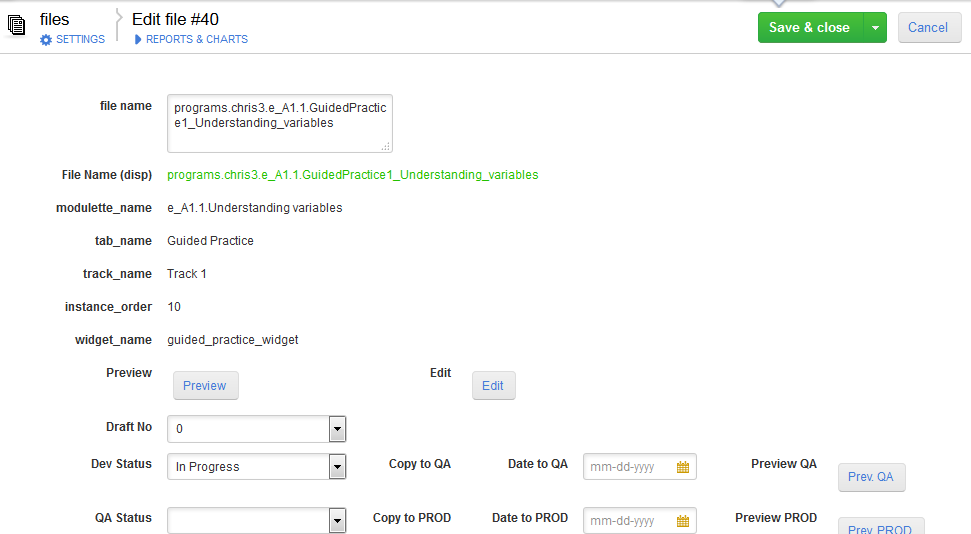 files
SETTINGS
Edit file #40
REPORTS & CHARTS
Save & close
Cancel
file name
programs.chris3.e_A1.1.GuidedPractic
e1_Understanding_variables
File Name (disp)
programs.chris3.e_A1.1.GuidedPractice1_Understanding_variables
modulette_name
e_A1.1.Understanding variables
tab_name
Guided Practice
track_name
Track 1
instance_order
10
widget_name
guided_practice_widget
Preview
Preview
Edit
Edit
Draft No
0
Dev Status
In Progress
Copy to QA
Date to QA
mm-dd-yyyy
Preview QA
Prev. QA
QA Status
Copy to PROD
Date to PROD
mm-dd-yyyy
Preview PROD
Prev. PROD